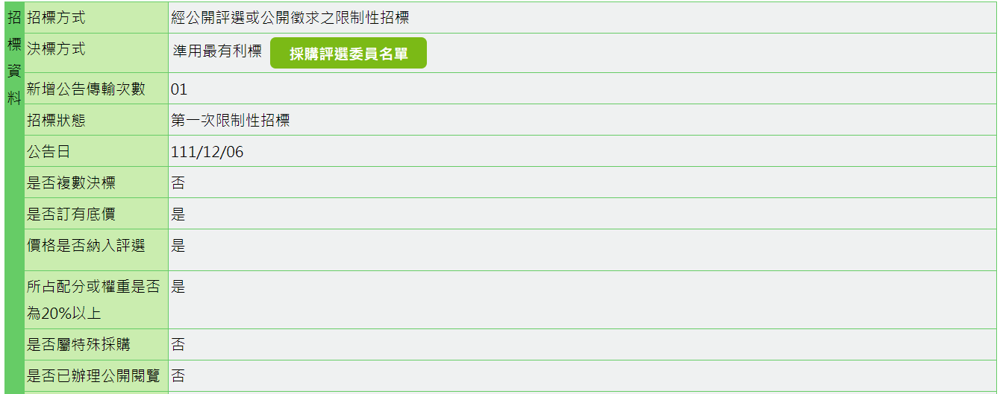 招標資料
招標方式 經公開評選或公開徵求之限制性招標
決標方式 準用最有利標 採購評選委員名單
新增公告傳輸次數 01
招標狀態 第一次限制性招標
公告日 111/12/06
是否複數決標 否
是否訂有底價 是
價格是否納入評選 是
所占配分或權重是否 是
為20%以上
是否屬特殊採購 否
是否已辦理公開閱覽 否